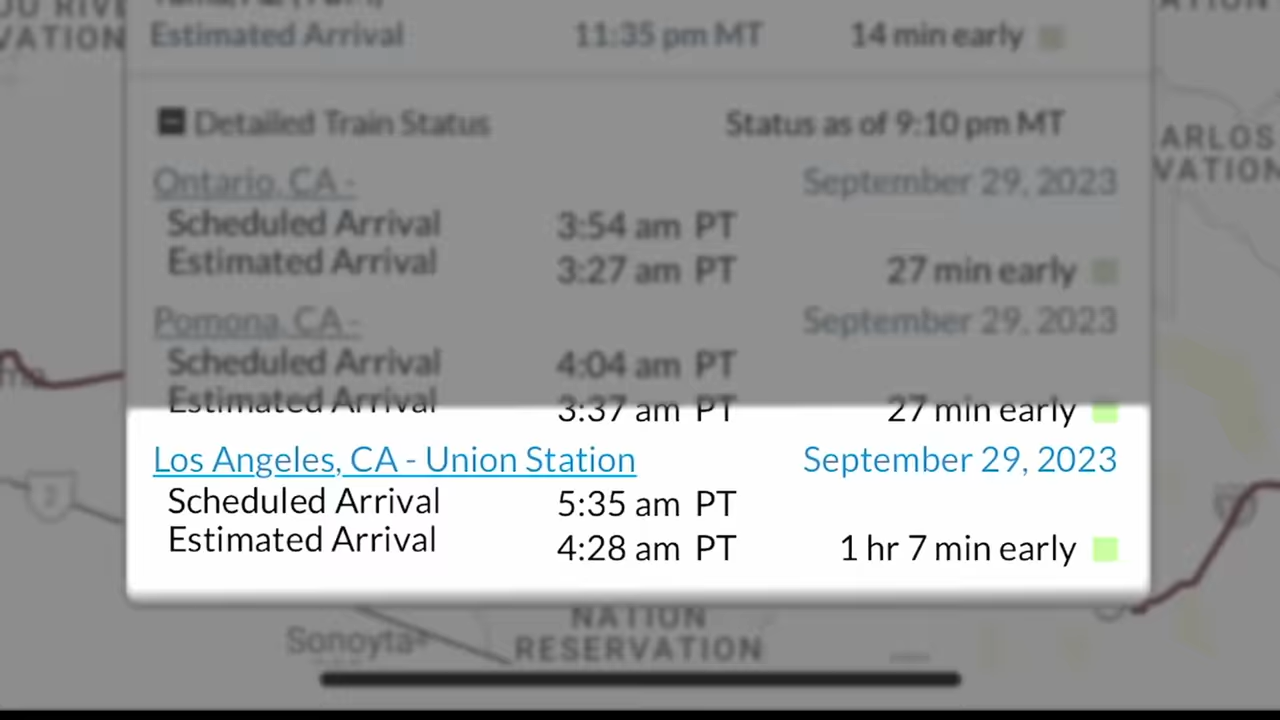 Estimated Arrival 11:35 pm MT 14 min early
Detailed Train Status Status as of 9:10 pm MT
Ontario, CA - September 29, 2023
Scheduled Arrival 3:54 am PT
Estimated Arrival 3:27 am PT 27 min early
Pomona, CA - September 29, 2023
Scheduled Arrival 4:04 am PT
Estimated Arrival 3:37 am PT 27 min early
Los Angeles, CA - Union Station September 29, 2023
Scheduled Arrival 5:35 am PT
Estimated Arrival 4:28 am PT 1 hr 7 min early
NATION
RESERVATION
Sonoyta